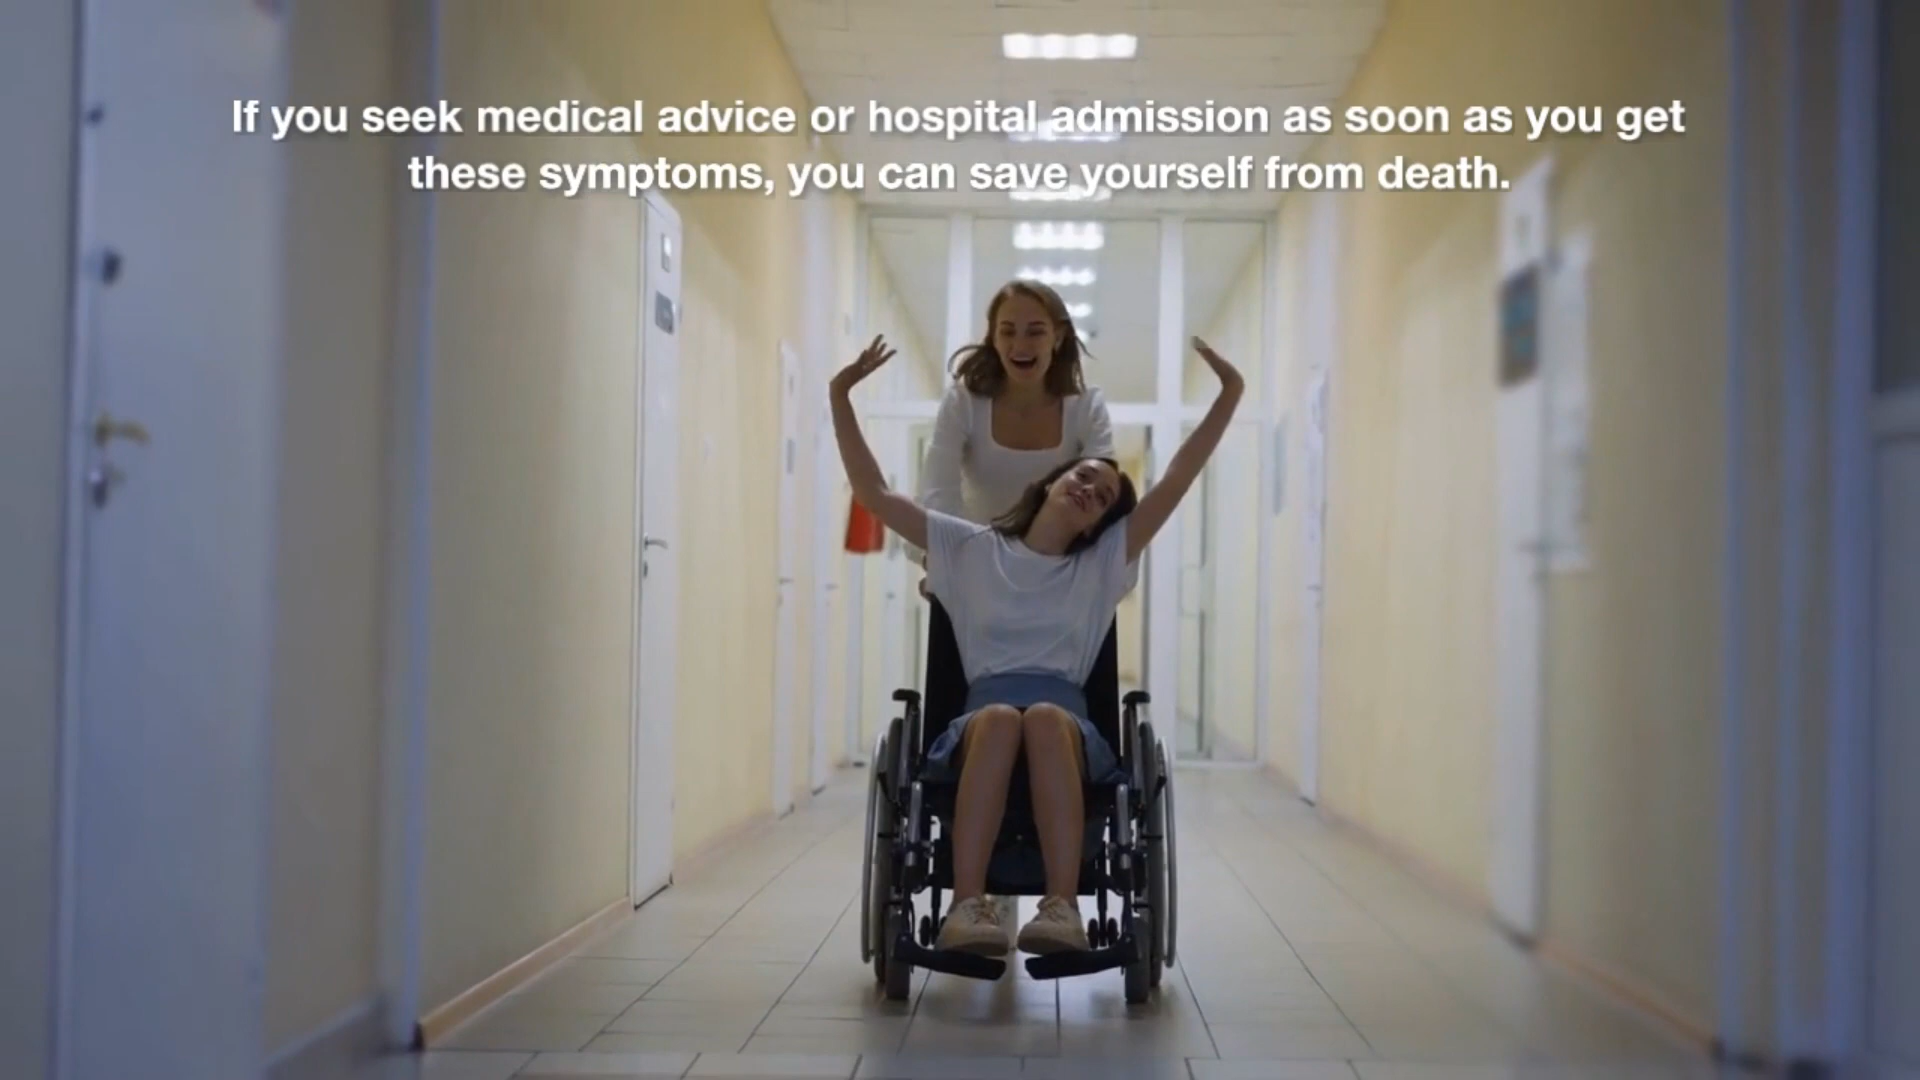 If you seek medical advice or hospital admission as soon as you get
these symptoms, you can save yourself from death.